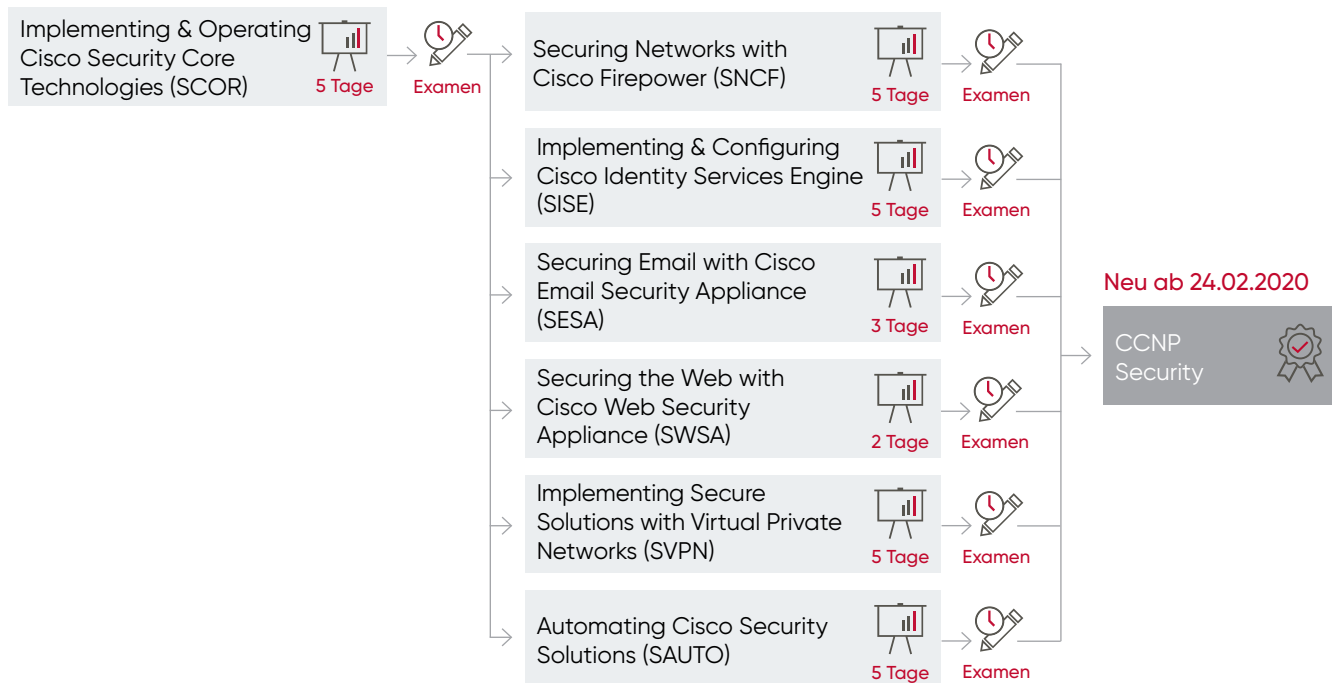 Implementing & Operating
Cisco Security Core
Technologies (SCOR)
5 Tage
Examen
Securing Networks with
Cisco Firepower (SNCF)
5 Tage
Examen
Implementing & Configuring
Cisco Identity Services Engine
(SISE)
5 Tage
Examen
Securing Email with Cisco
Email Security Appliance
(SESA)
3 Tage
Examen
Securing the Web with
Cisco Web Security
Appliance (SWSA)
2 Tage
Examen
Implementing Secure
Solutions with Virtual Private
Networks (SVPN)
5 Tage
Examen
Automating Cisco Security
Solutions (SAUTO)
5 Tage
Examen
Neu ab 24.02.2020
CCNP
Security